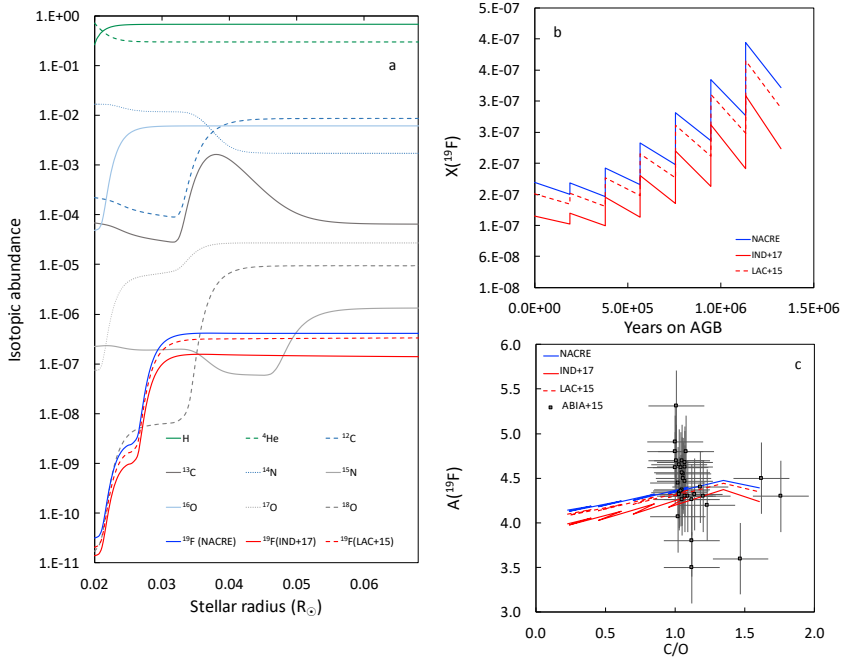 a
Isotopic abundance
1.E+00
1.E-01
1.E-02
1.E-03
1.E-04
1.E-05
1.E-06
1.E-07
1.E-08
1.E-09
1.E-10
1.E-11
H
⁴He
¹²C
¹³C
¹⁴N
¹⁵N
¹⁶O
¹⁷O
¹⁸O
¹⁹F (NACRE)
¹⁹F(IND+17)
¹⁹F(LAC+15)
0.02 0.03 0.04 0.05 0.06
Stellar radius (R☉)
b
X(¹⁹F)
5.E-07
4.E-07
4.E-07
3.E-07
3.E-07
2.E-07
2.E-07
1.E-07
6.E-08
1.E-08
NACRE
IND+17
LAC+15
0.0E+00 5.0E+05 1.0E+06 1.5E+06
Years on AGB
c
A(¹⁹F)
6.0
5.5
5.0
4.5
4.0
3.5
3.0
NACRE
IND+17
LAC+15
ABIA+15
0.0 0.5 1.0 1.5 2.0
C/O